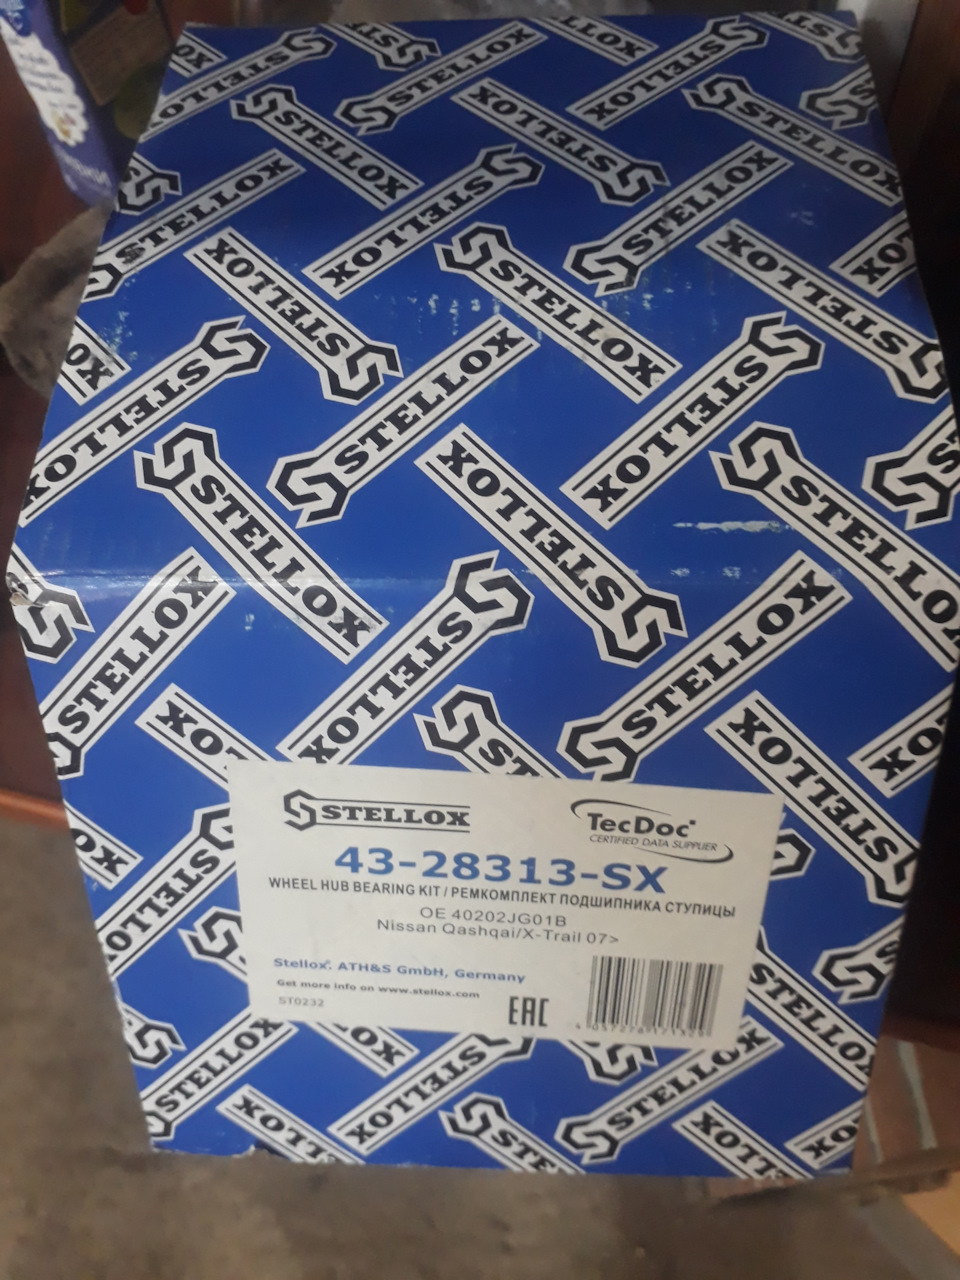 STELLOX
TecDoc
CERTIFIED DATA SUPPLIER
43-28313-SX
WHEEL HUB BEARING KIT / РЕМКОМПЛЕКТ ПОДШИПНИКА СТУПИЦЫ
OE 40202JG01B
Nissan Qashqai/X-Trail 07>
Stellox. ATH&S GmbH, Germany
Get more info on www.stellox.com
ST0232
EAC